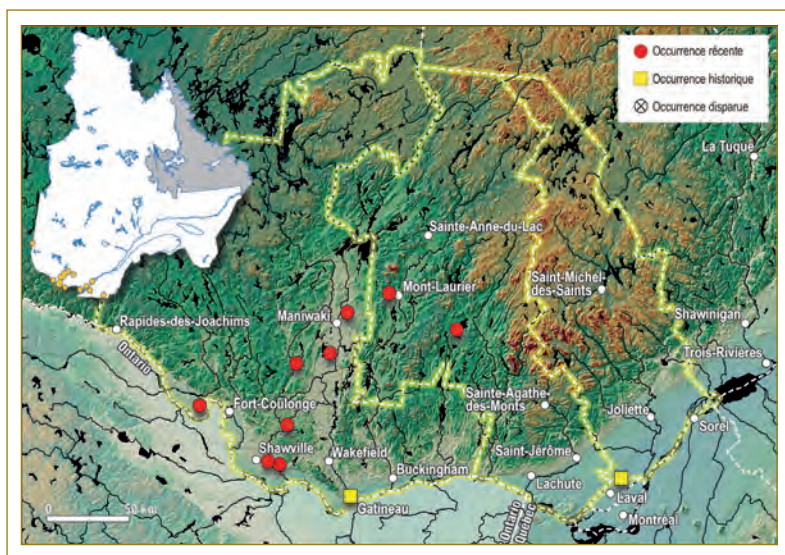 Occurrence récente
Occurrence historique
Occurrence disparue
La Tuque
Sainte-Anne-du-Lac
Saint-Michel
des-Saints
Mont-Laurier
Maniwaki
Rapides-des-Joachims
Shawinigan
Ontario
Trois-Rivières
Fort-Coulonge
Sainte-Agathe
des-Monts
Joliette
Sorel
Shawville
Wakefield
Saint-Jérôme
Buckingham
Lachute
Laval
Gatineau
Ontario
Québec
Montréal
0 50 km